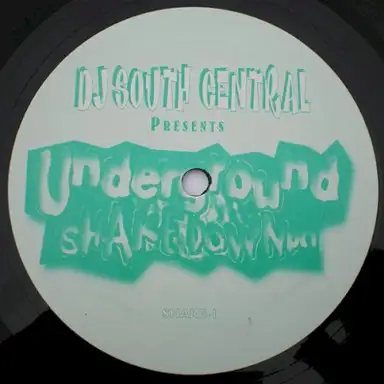 DJ SOUTH CENTRAL
PRESENTS
Underground
sHAKEDOWN